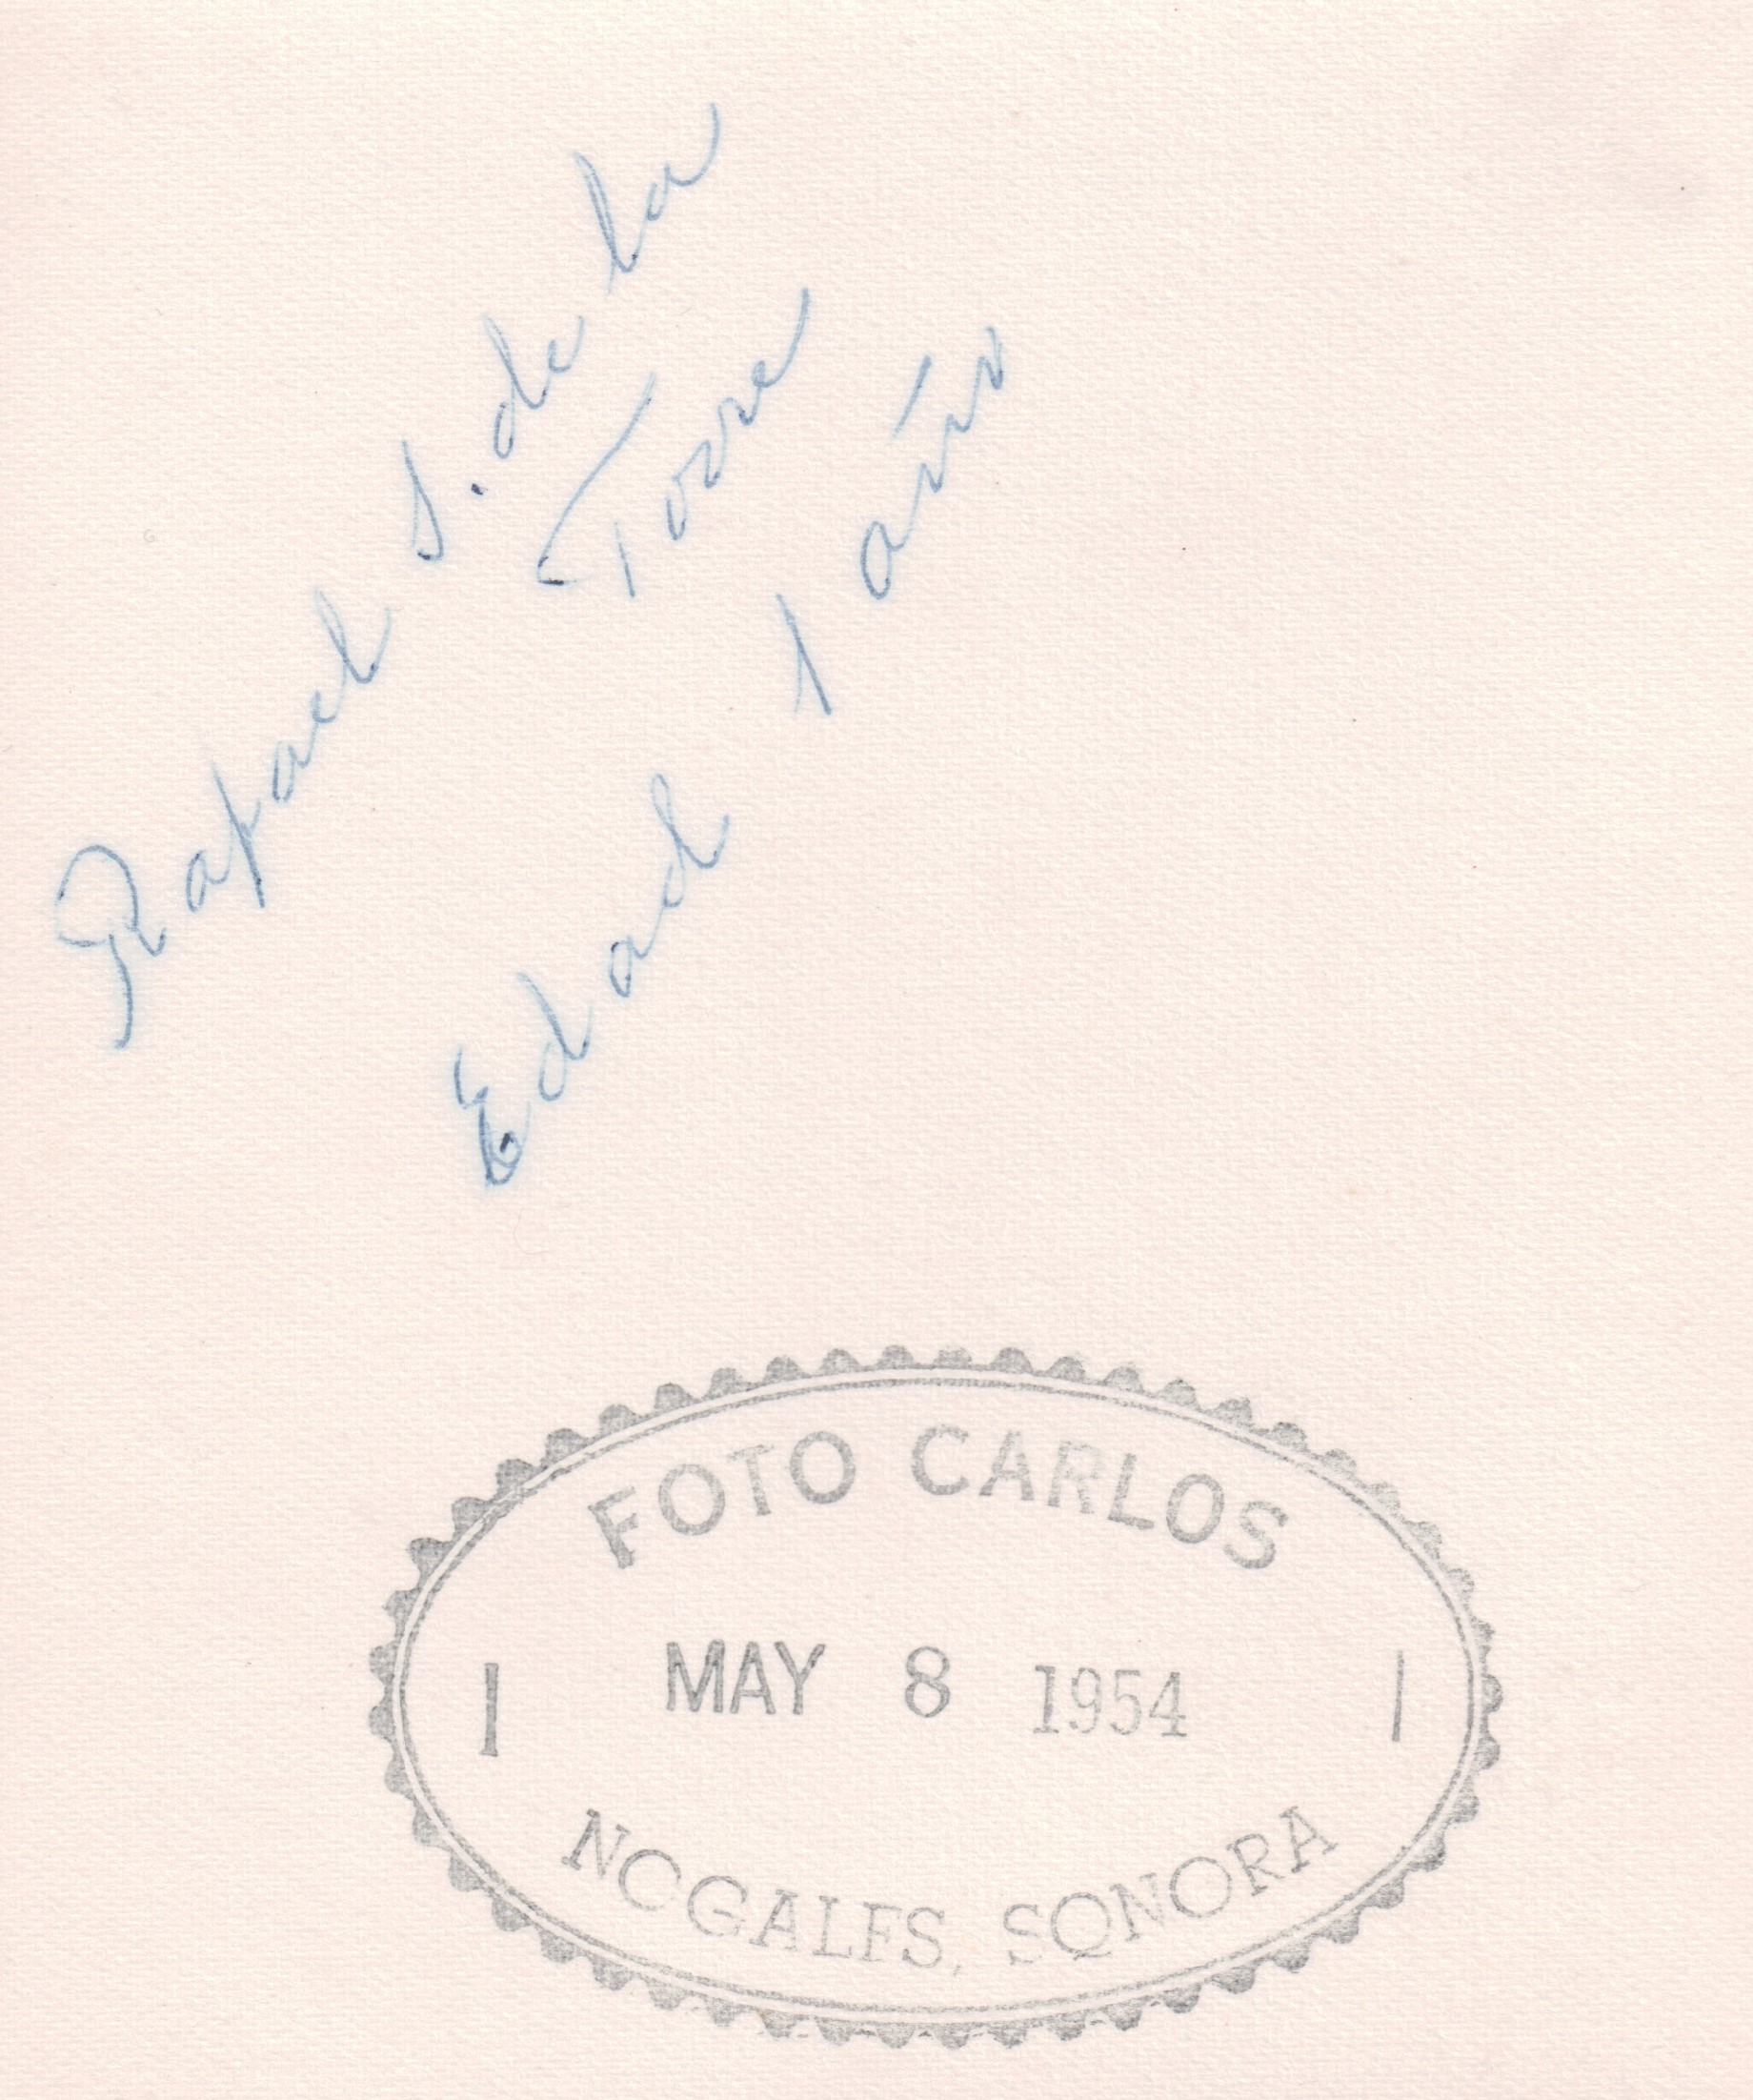 Rafael S. de la
Torre
Edad 1 año
FOTO CARLOS
MAY 8 1954
NOGALES, SONORA